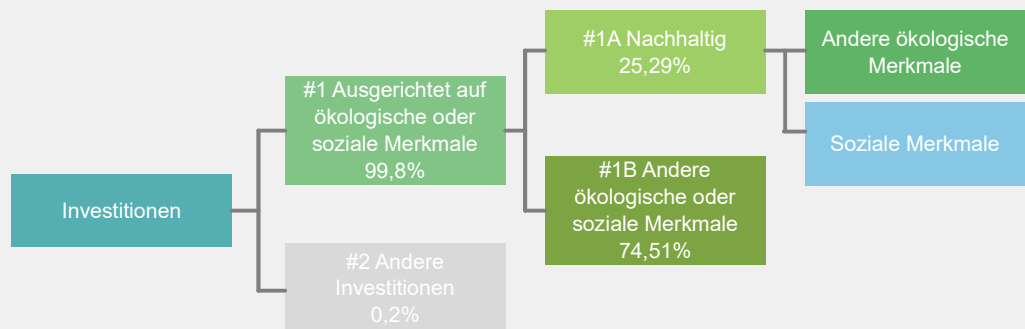 Investitionen
#1 Ausgerichtet auf
ökologische oder
soziale Merkmale
99,8%
#2 Andere
Investitionen
0,2%
#1A Nachhaltig
25,29%
#1B Andere
ökologische oder
soziale Merkmale
74,51%
Andere ökologische
Merkmale
Soziale Merkmale